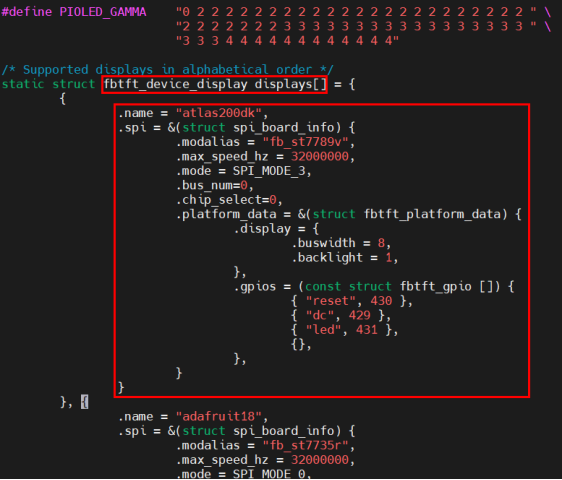 #define PIOLED_GAMMA "0 2 2 2 2 2 2 2 2 2 2 2 2 2 2 2 2 2 2 2 2 2 2 2 " \
"2 2 2 2 2 2 2 3 3 3 3 3 3 3 3 3 3 3 3 3 3 3 3 3 " \
"3 3 3 4 4 4 4 4 4 4 4 4 4 4 4"
/* Supported displays in alphabetical order */
static struct fbtft_device_display displays[] = {
{
.name = "atlas200dk",
.spi = &(struct spi_board_info) {
.modalias = "fb_st7789v",
.max_speed_hz = 32000000,
.mode = SPI_MODE_3,
.bus_num=0,
.chip_select=0,
.platform_data = &(struct fbtft_platform_data) {
.display = {
.buswidth = 8,
.backlight = 1,
},
.gpios = (const struct fbtft_gpio []) {
{ "reset", 430 },
{ "dc", 429 },
{ "led", 431 },
{},
},
}
}
}, {
.name = "adafruit18",
.spi = &(struct spi_board_info) {
.modalias = "fb_st7735r",
.max_speed_hz = 32000000,
.mode = SPI_MODE_0,